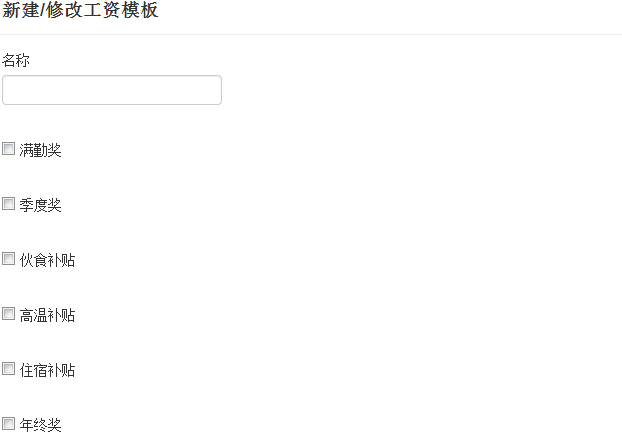 新建/修改工资模板
名称
满勤奖
季度奖
伙食补贴
高温补贴
住宿补贴
年终奖